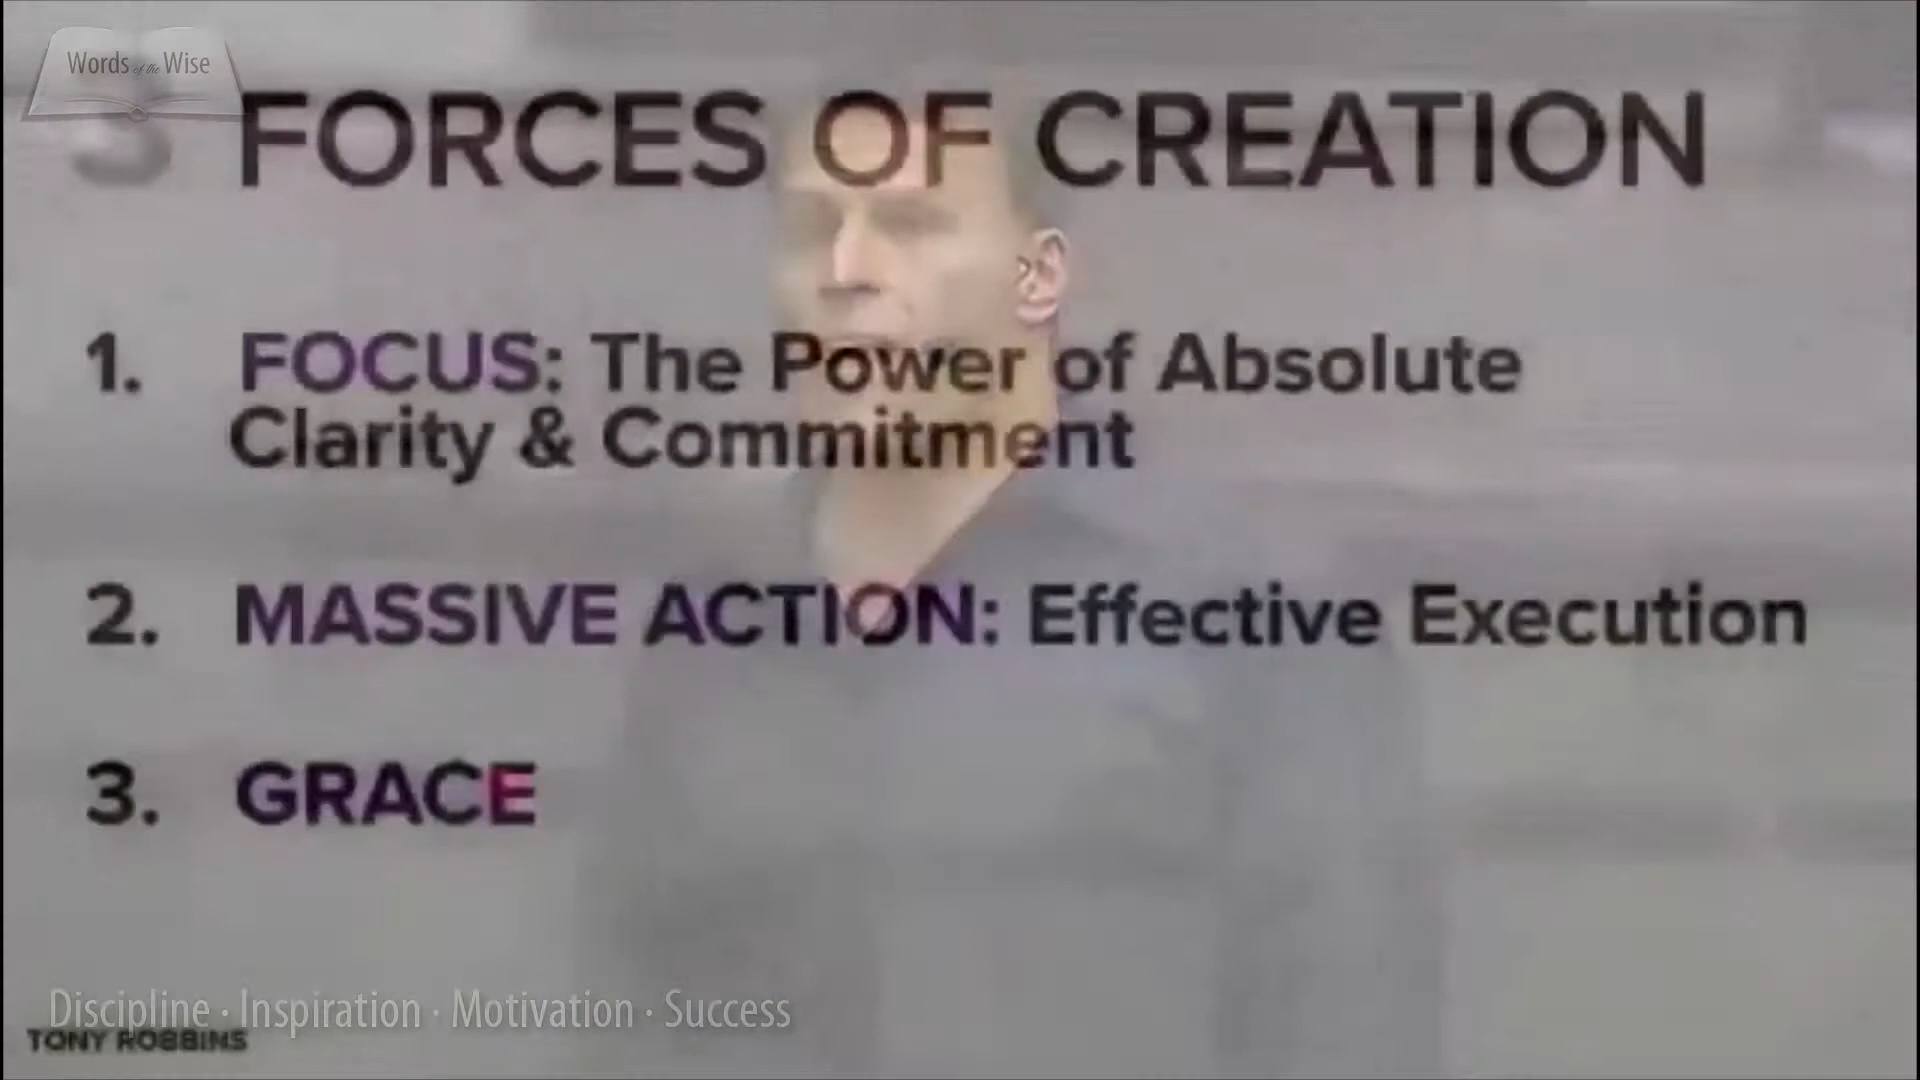 Words of the Wise
3 FORCES OF CREATION
1. FOCUS: The Power of Absolute
Clarity & Commitment
2. MASSIVE ACTION: Effective Execution
3. GRACE
Discipline · Inspiration · Motivation · Success
TONY ROBBINS